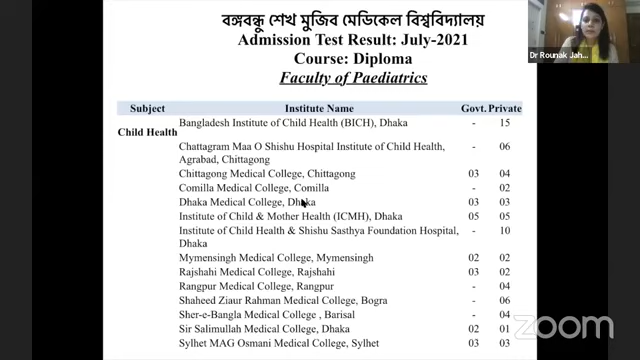 বঙ্গবন্ধু শেখ মুজিব মেডিকেল বিশ্ববিদ্যালয়
Admission Test Result: July-2021
Course: Diploma
Faculty of Paediatrics
Dr Rounak Jah...
Subject Institute Name Govt. Private
Bangladesh Institute of Child Health (BICH), Dhaka - 15
Child Health
Chattagram Maa O Shishu Hospital Institute of Child Health, - 06
Agrabad, Chittagong
Chittagong Medical College, Chittagong 03 04
Comilla Medical College, Comilla - 02
Dhaka Medical College, Dhaka 03 03
Institute of Child & Mother Health (ICMH), Dhaka 05 05
Institute of Child Health & Shishu Sasthya Foundation Hospital, - 10
Dhaka
Mymensingh Medical College, Mymensingh 02 02
Rajshahi Medical College, Rajshahi 03 02
Rangpur Medical College, Rangpur - 04
Shaheed Ziaur Rahman Medical College, Bogra - 06
Sher-e-Bangla Medical College , Barisal - 04
Sir Salimullah Medical College, Dhaka 02 01
Sylhet MAG Osmani Medical College, Sylhet 03 03
zoom